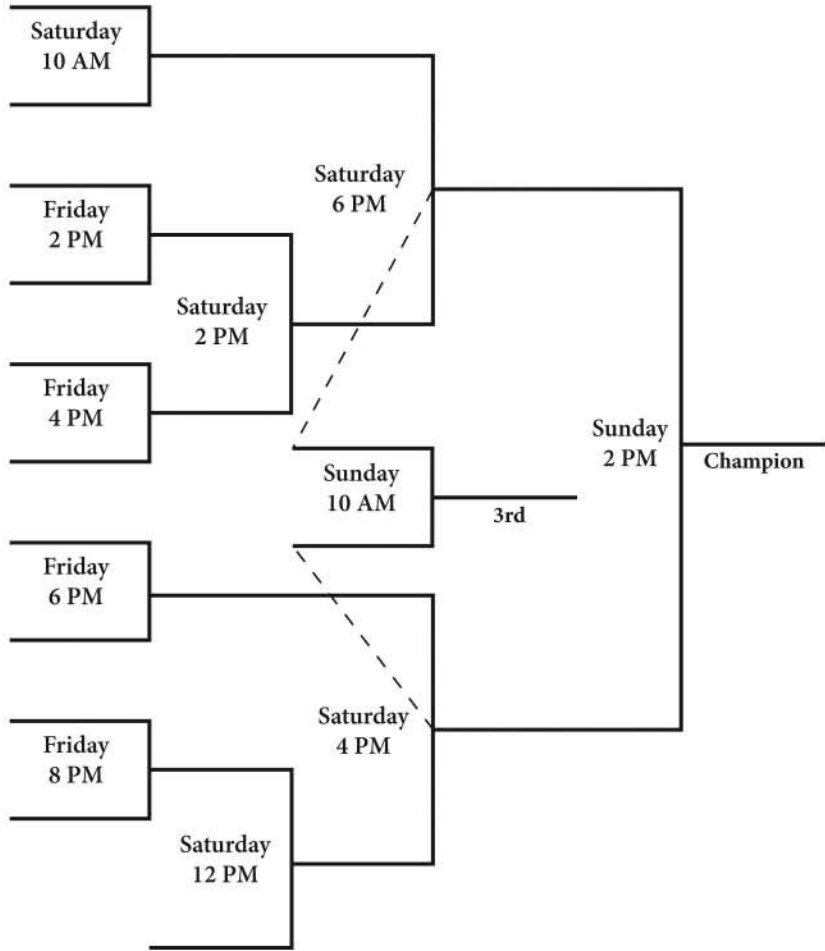 Saturday
10 AM
Friday
2 PM
Saturday
6 PM
Saturday
2 PM
Friday
4 PM
Sunday
2 PM
Champion
Sunday
10 AM
3rd
Friday
6 PM
Saturday
4 PM
Friday
8 PM
Saturday
12 PM